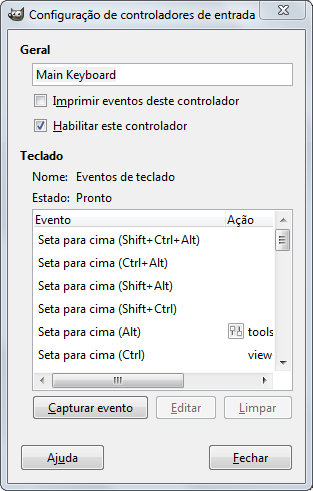 Configuração de controladores de entrada
Geral
Main Keyboard
Imprimir eventos deste controlador
Habilitar este controlador
Teclado
Nome: Eventos de teclado
Estado: Pronto
Evento Ação
Seta para cima (Shift+Ctrl+Alt)
Seta para cima (Ctrl+Alt)
Seta para cima (Shift+Alt)
Seta para cima (Shift+Ctrl)
Seta para cima (Alt) tools
Seta para cima (Ctrl) view
Capturar evento Editar Limpar
Ajuda Fechar